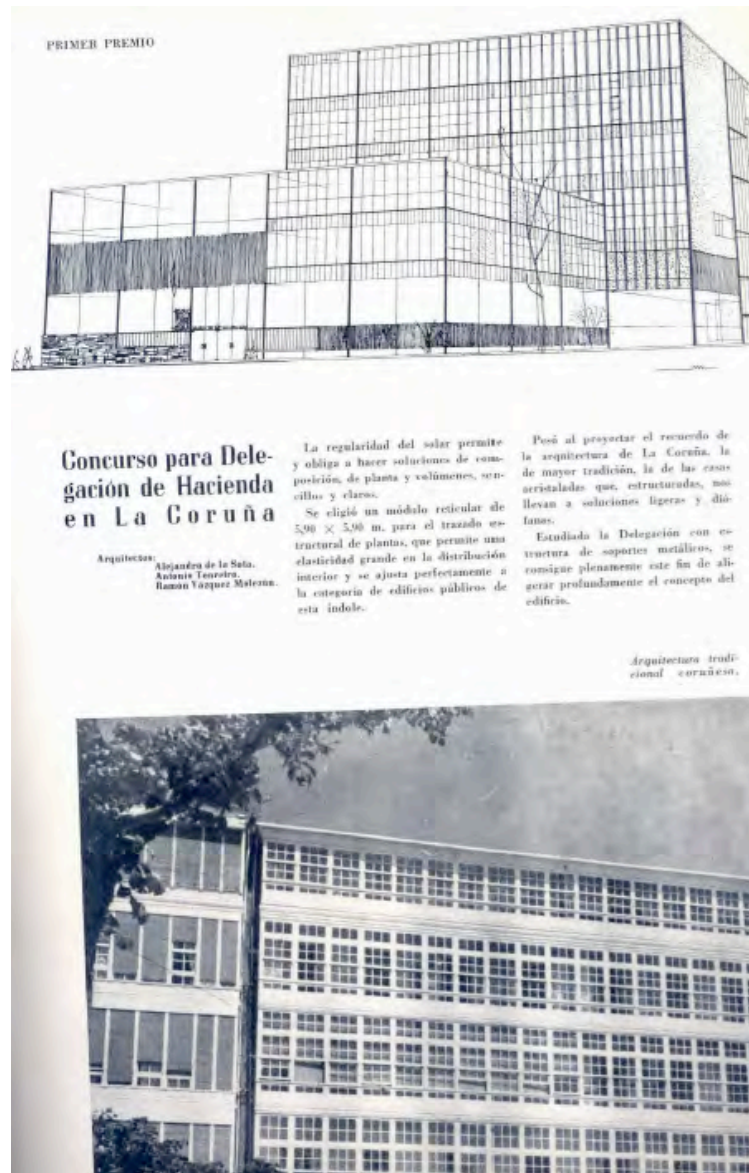 PRIMER PREMIO
Concurso para Dele-
gación de Hacienda
en La Coruña
Arquitectos:
Alejandro de la Sota.
Antonio Tenreiro.
Ramón Vázquez Molezún.
La regularidad del solar permite
y obliga a hacer soluciones de com-
posición, de planta y volúmenes, sen-
cillos y claros.
Se eligió un módulo reticular de
5,90 × 5,90 m. para el trazado es-
tructural de plantas, que permite una
elasticidad grande en la distribución
interior y se ajusta perfectamente a
la categoría de edificios públicos de
esta índole.
Pesó al proyectar el recuerdo de
la arquitectura de La Coruña, la
de mayor tradición, la de las casas
acristaladas que, estructuradas, nos
llevan a soluciones ligeras y diá-
fanas.
Estudiada la Delegación con es-
tructura de soportes metálicos, se
consigue plenamente este fin de ali-
gerar profundamente el concepto del
edificio.
Arquitectura tradi-
cional coruñesa.